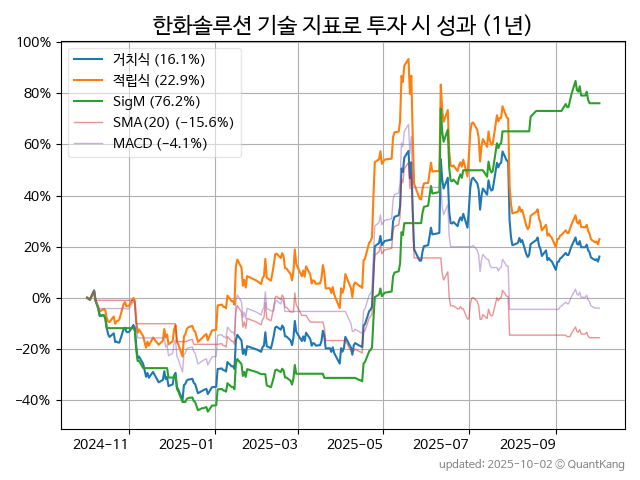 한화솔루션 기술 지표로 투자 시 성과 (1년)
100%
80%
60%
40%
20%
0%
−20%
−40%
거치식 (16.1%)
적립식 (22.9%)
SigM (76.2%)
SMA(20) (−15.6%)
MACD (−4.1%)
2024-11
2025-01
2025-03
2025-05
2025-07
2025-09
updated: 2025-10-02 © QuantKang